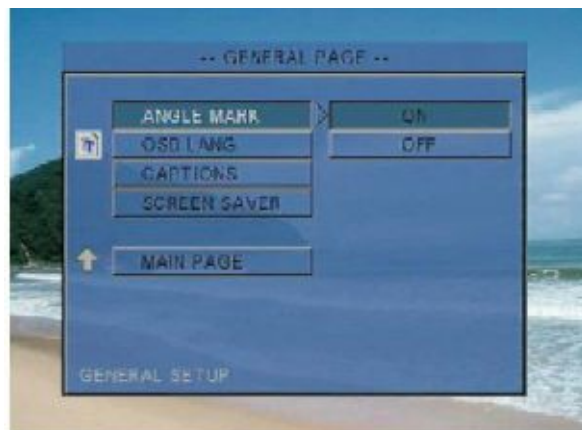 -- GENERAL PAGE --
ANGLE MARK ON
OSD LANG OFF
CAPTIONS
SCREEN SAVER
MAIN PAGE
GENERAL SETUP